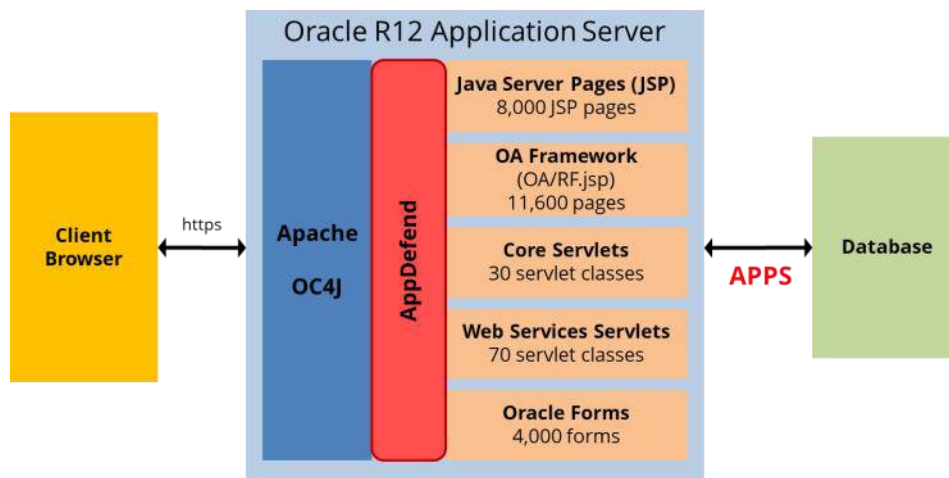 Oracle R12 Application Server
Client
Browser
https
Apache
OC4J
AppDefend
Java Server Pages (JSP)
8,000 JSP pages
OA Framework
(OA/RF.jsp)
11,600 pages
Core Servlets
30 servlet classes
Web Services Servlets
70 servlet classes
Oracle Forms
4,000 forms
APPS
Database